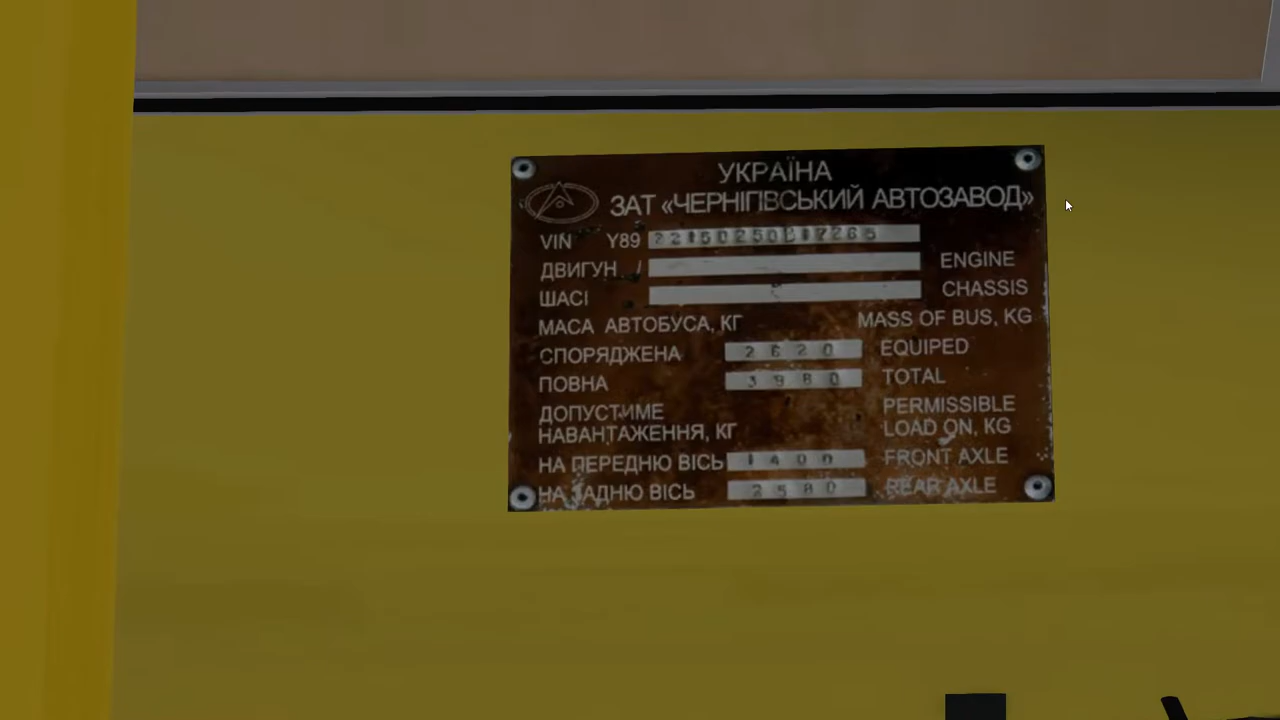 УКРАЇНА
ЗАТ «ЧЕРНІГІВСЬКИЙ АВТОЗАВОД»
VIN Y89
ДВИГУН ENGINE
ШАСІ CHASSIS
МАСА АВТОБУСА, КГ MASS OF BUS, KG
СПОРЯДЖЕНА 2620 EQUIPED
ПОВНА 3980 TOTAL
ДОПУСТИМЕ PERMISSIBLE
НАВАНТАЖЕННЯ, КГ LOAD ON, KG
НА ПЕРЕДНЮ ВІСЬ 1400 FRONT AXLE
НА ЗАДНЮ ВІСЬ 2580 REAR AXLE